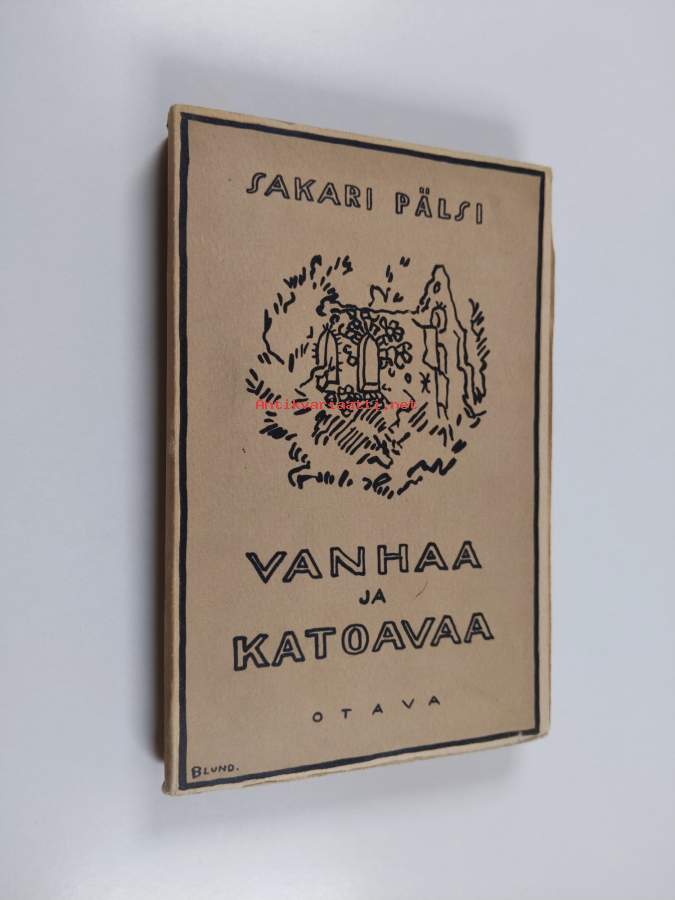 SAKARI PÄLSI
Antikvariaatti.net
VANHAA
JA
KATOAVAA
OTAVA
BLUND.